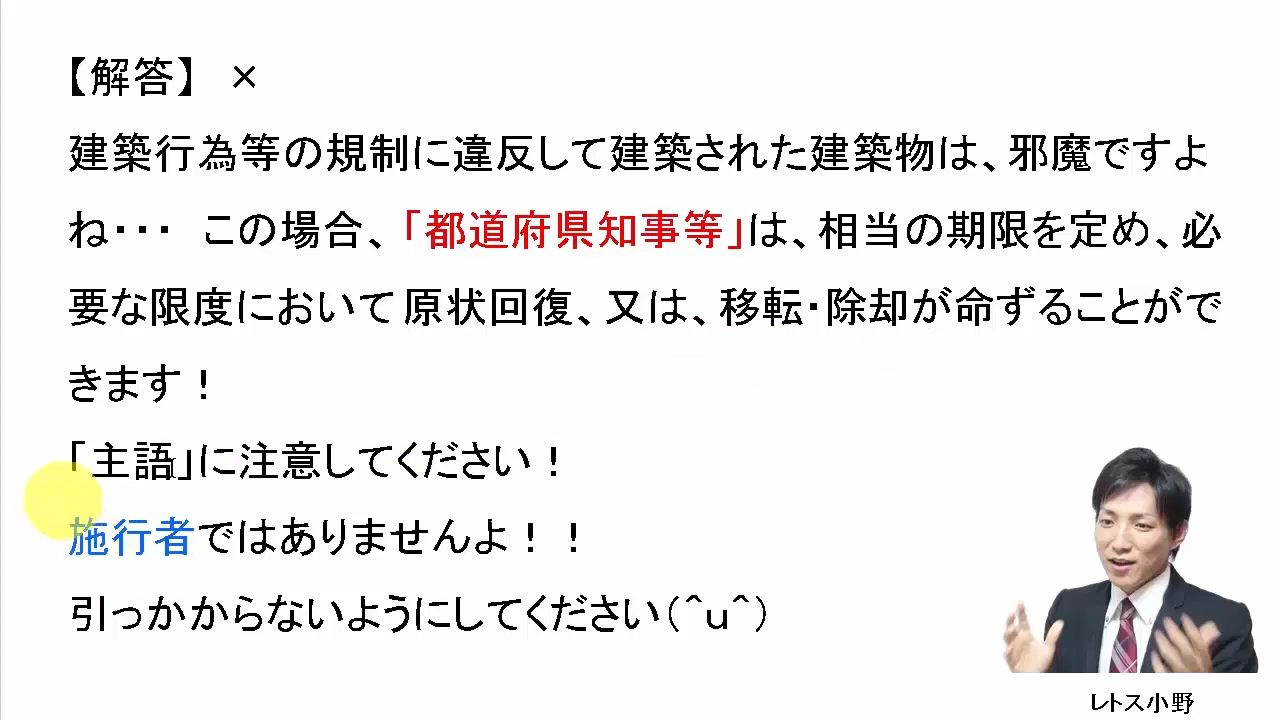 【解答】 ×
建築行為等の規制に違反して建築された建築物は、邪魔ですよ
ね・・・ この場合、「都道府県知事等」は、相当の期限を定め、必
要な限度において原状回復、又は、移転・除却が命ずることがで
きます！
「主語」に注意してください！
施行者ではありませんよ！！
引っかからないようにしてください（＾ｕ＾）
レトス小野